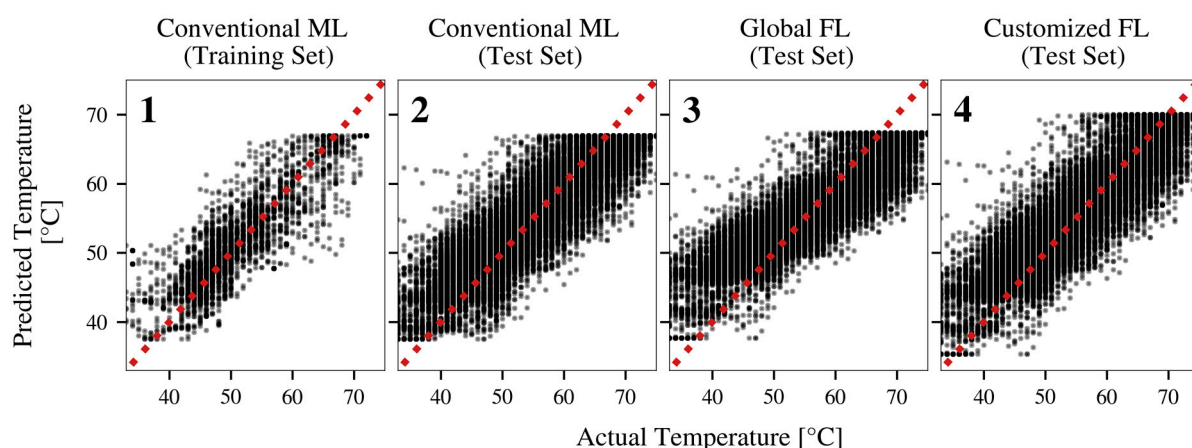 Conventional ML
(Training Set)
Conventional ML
(Test Set)
Global FL
(Test Set)
Customized FL
(Test Set)
1
2
3
4
Predicted Temperature
[°C]
70
60
50
40
40 50 60 70
40 50 60 70
40 50 60 70
40 50 60 70
Actual Temperature [°C]